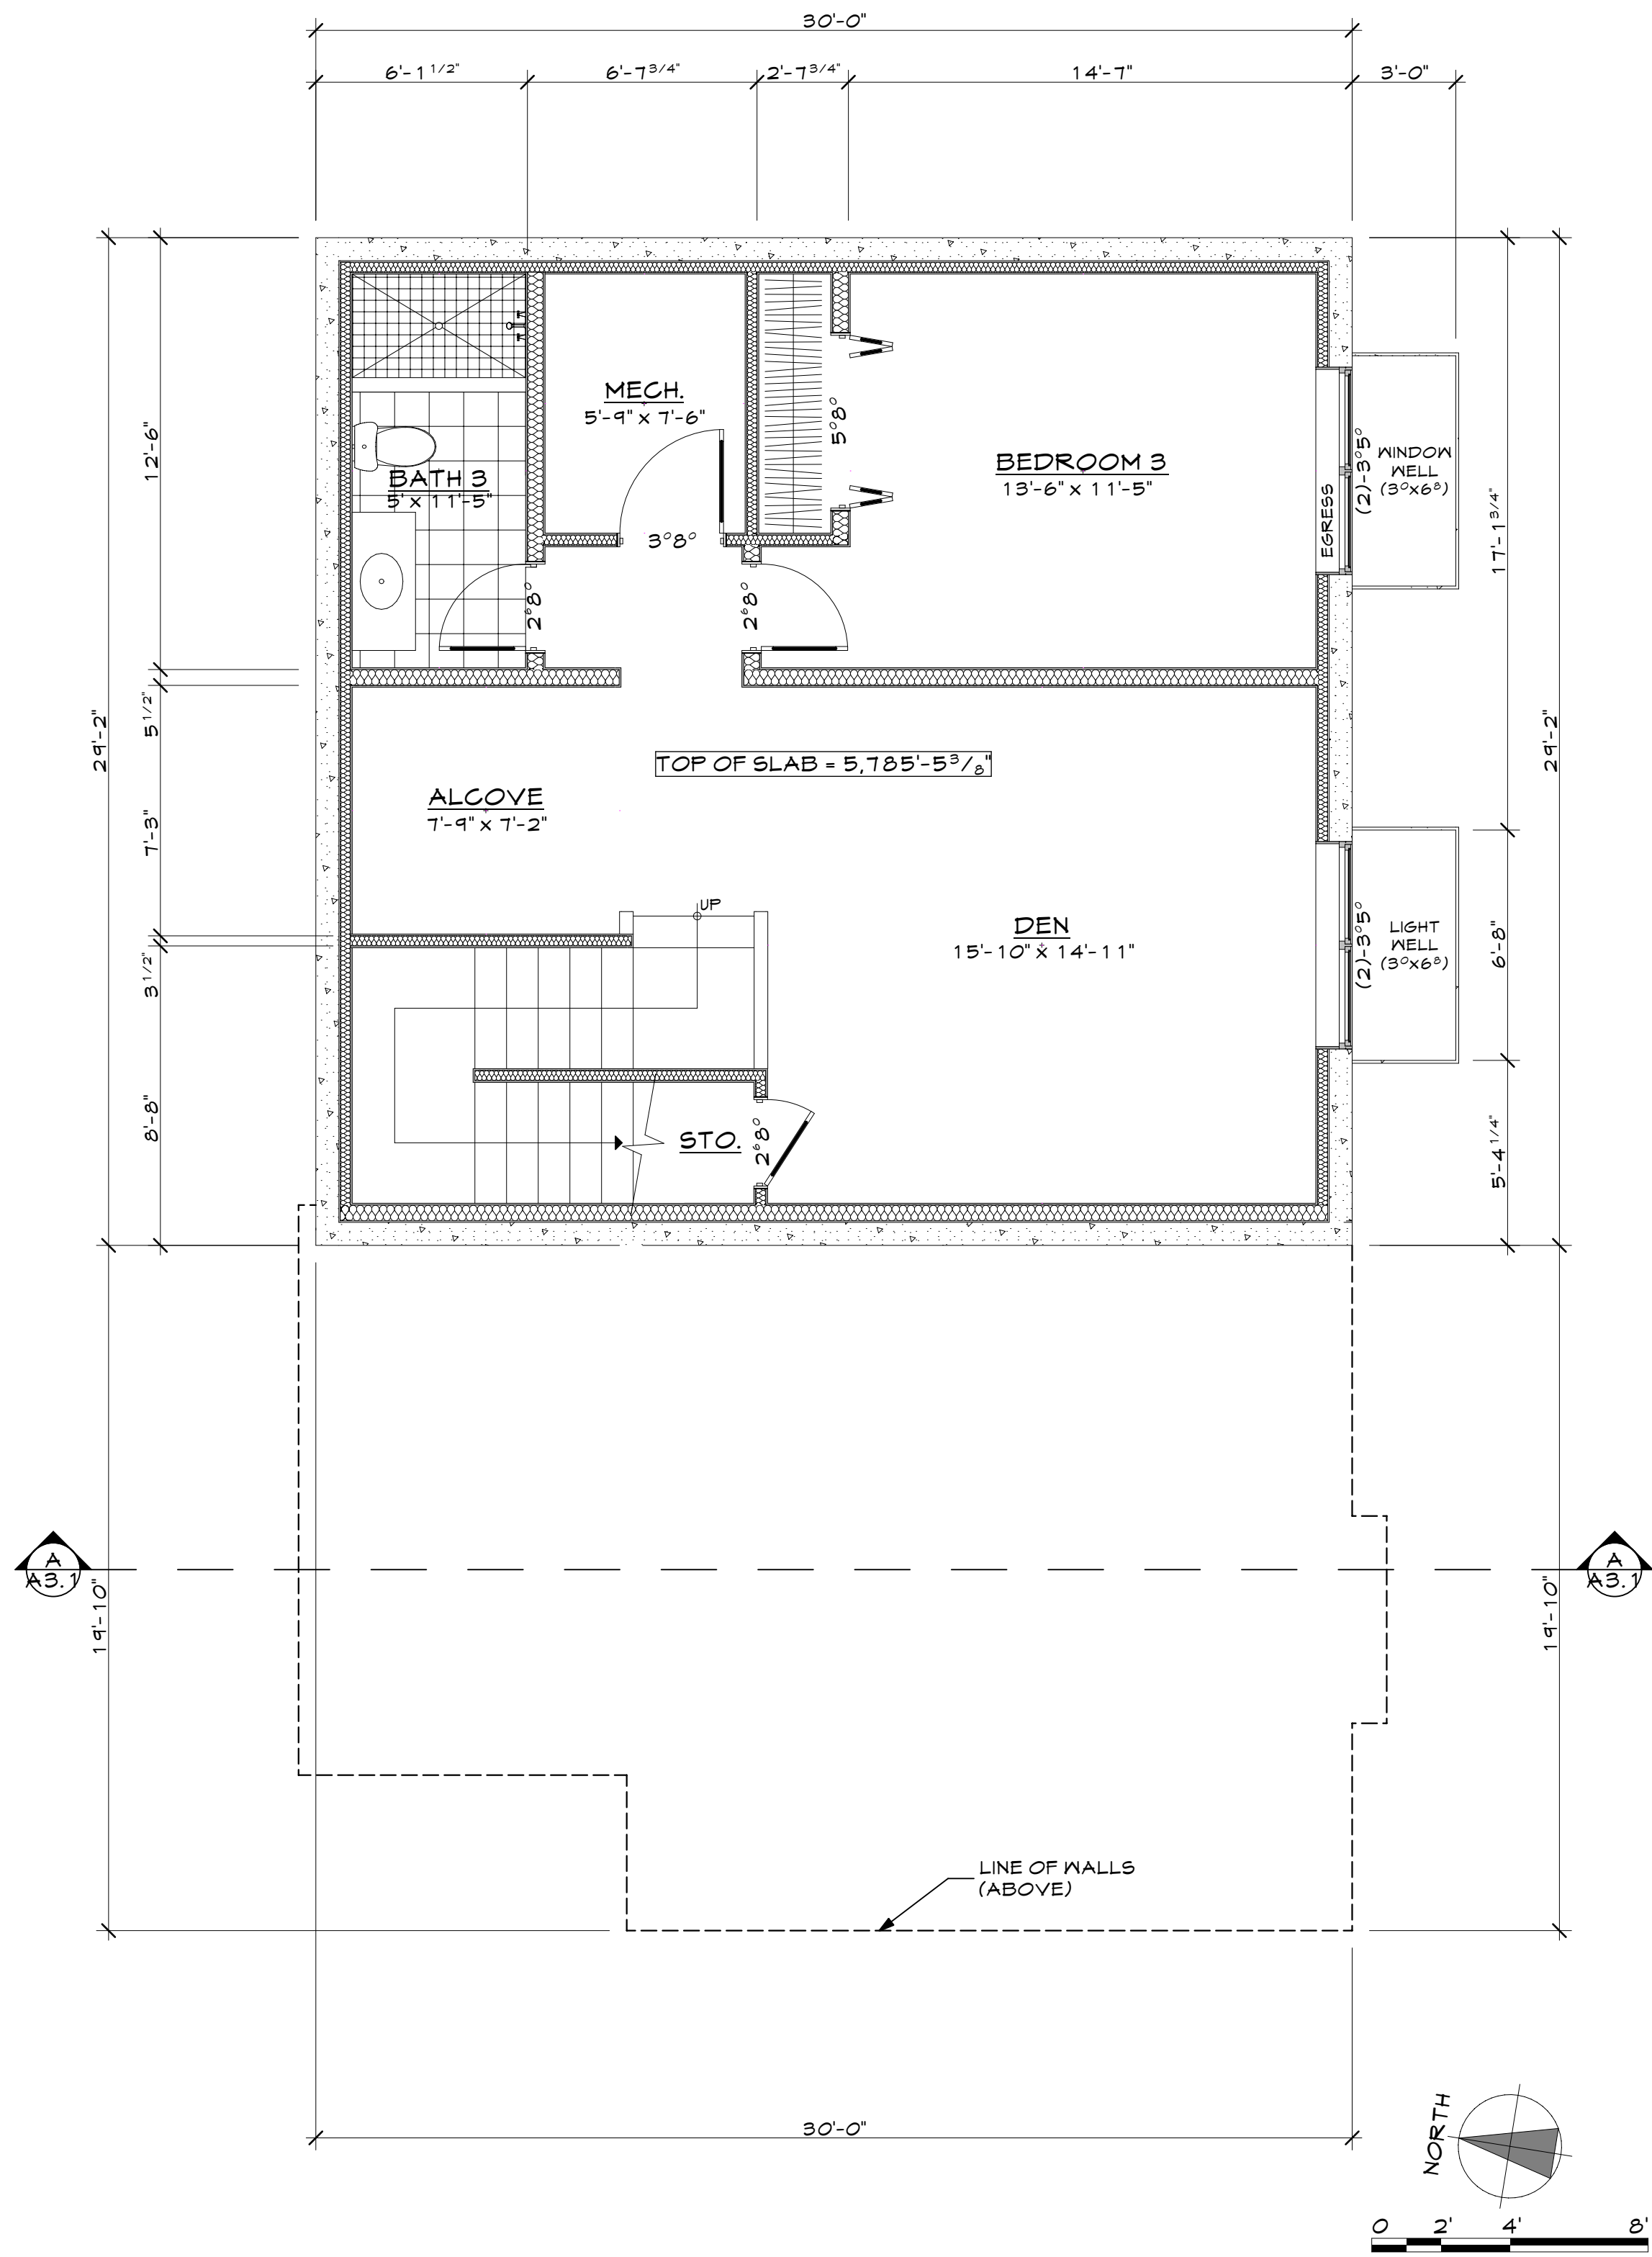 30'-0"
6'-1 1/2" 6'-7 3/4" 2'-7 3/4" 14'-7" 3'-0"
MECH.
5'-9" x 7'-6"
BATH 3
5' x 11'-5"
5⁰8⁰
BEDROOM 3
13'-6" x 11'-5"
EGRESS
(2)-3⁰5⁰
WINDOW
WELL
(3⁰x6⁸)
3⁰8⁰
2⁶8⁰
2⁶8⁰
12'-6"
17'-1 3/4"
29'-2"
5 1/2"
29'-2"
TOP OF SLAB = 5,785'-5 3/8"
ALCOVE
7'-9" x 7'-2"
7'-3"
UP
DEN
15'-10" x 14'-11"
(2)-3⁰5⁰
LIGHT
WELL
(3⁰x6⁸)
6'-8"
3 1/2"
8'-8"
STO.
2⁶8⁰
5'-4 1/4"
A
A3.1
A
A3.1
19'-10"
19'-10"
LINE OF WALLS
(ABOVE)
30'-0"
NORTH
0 2' 4' 8'